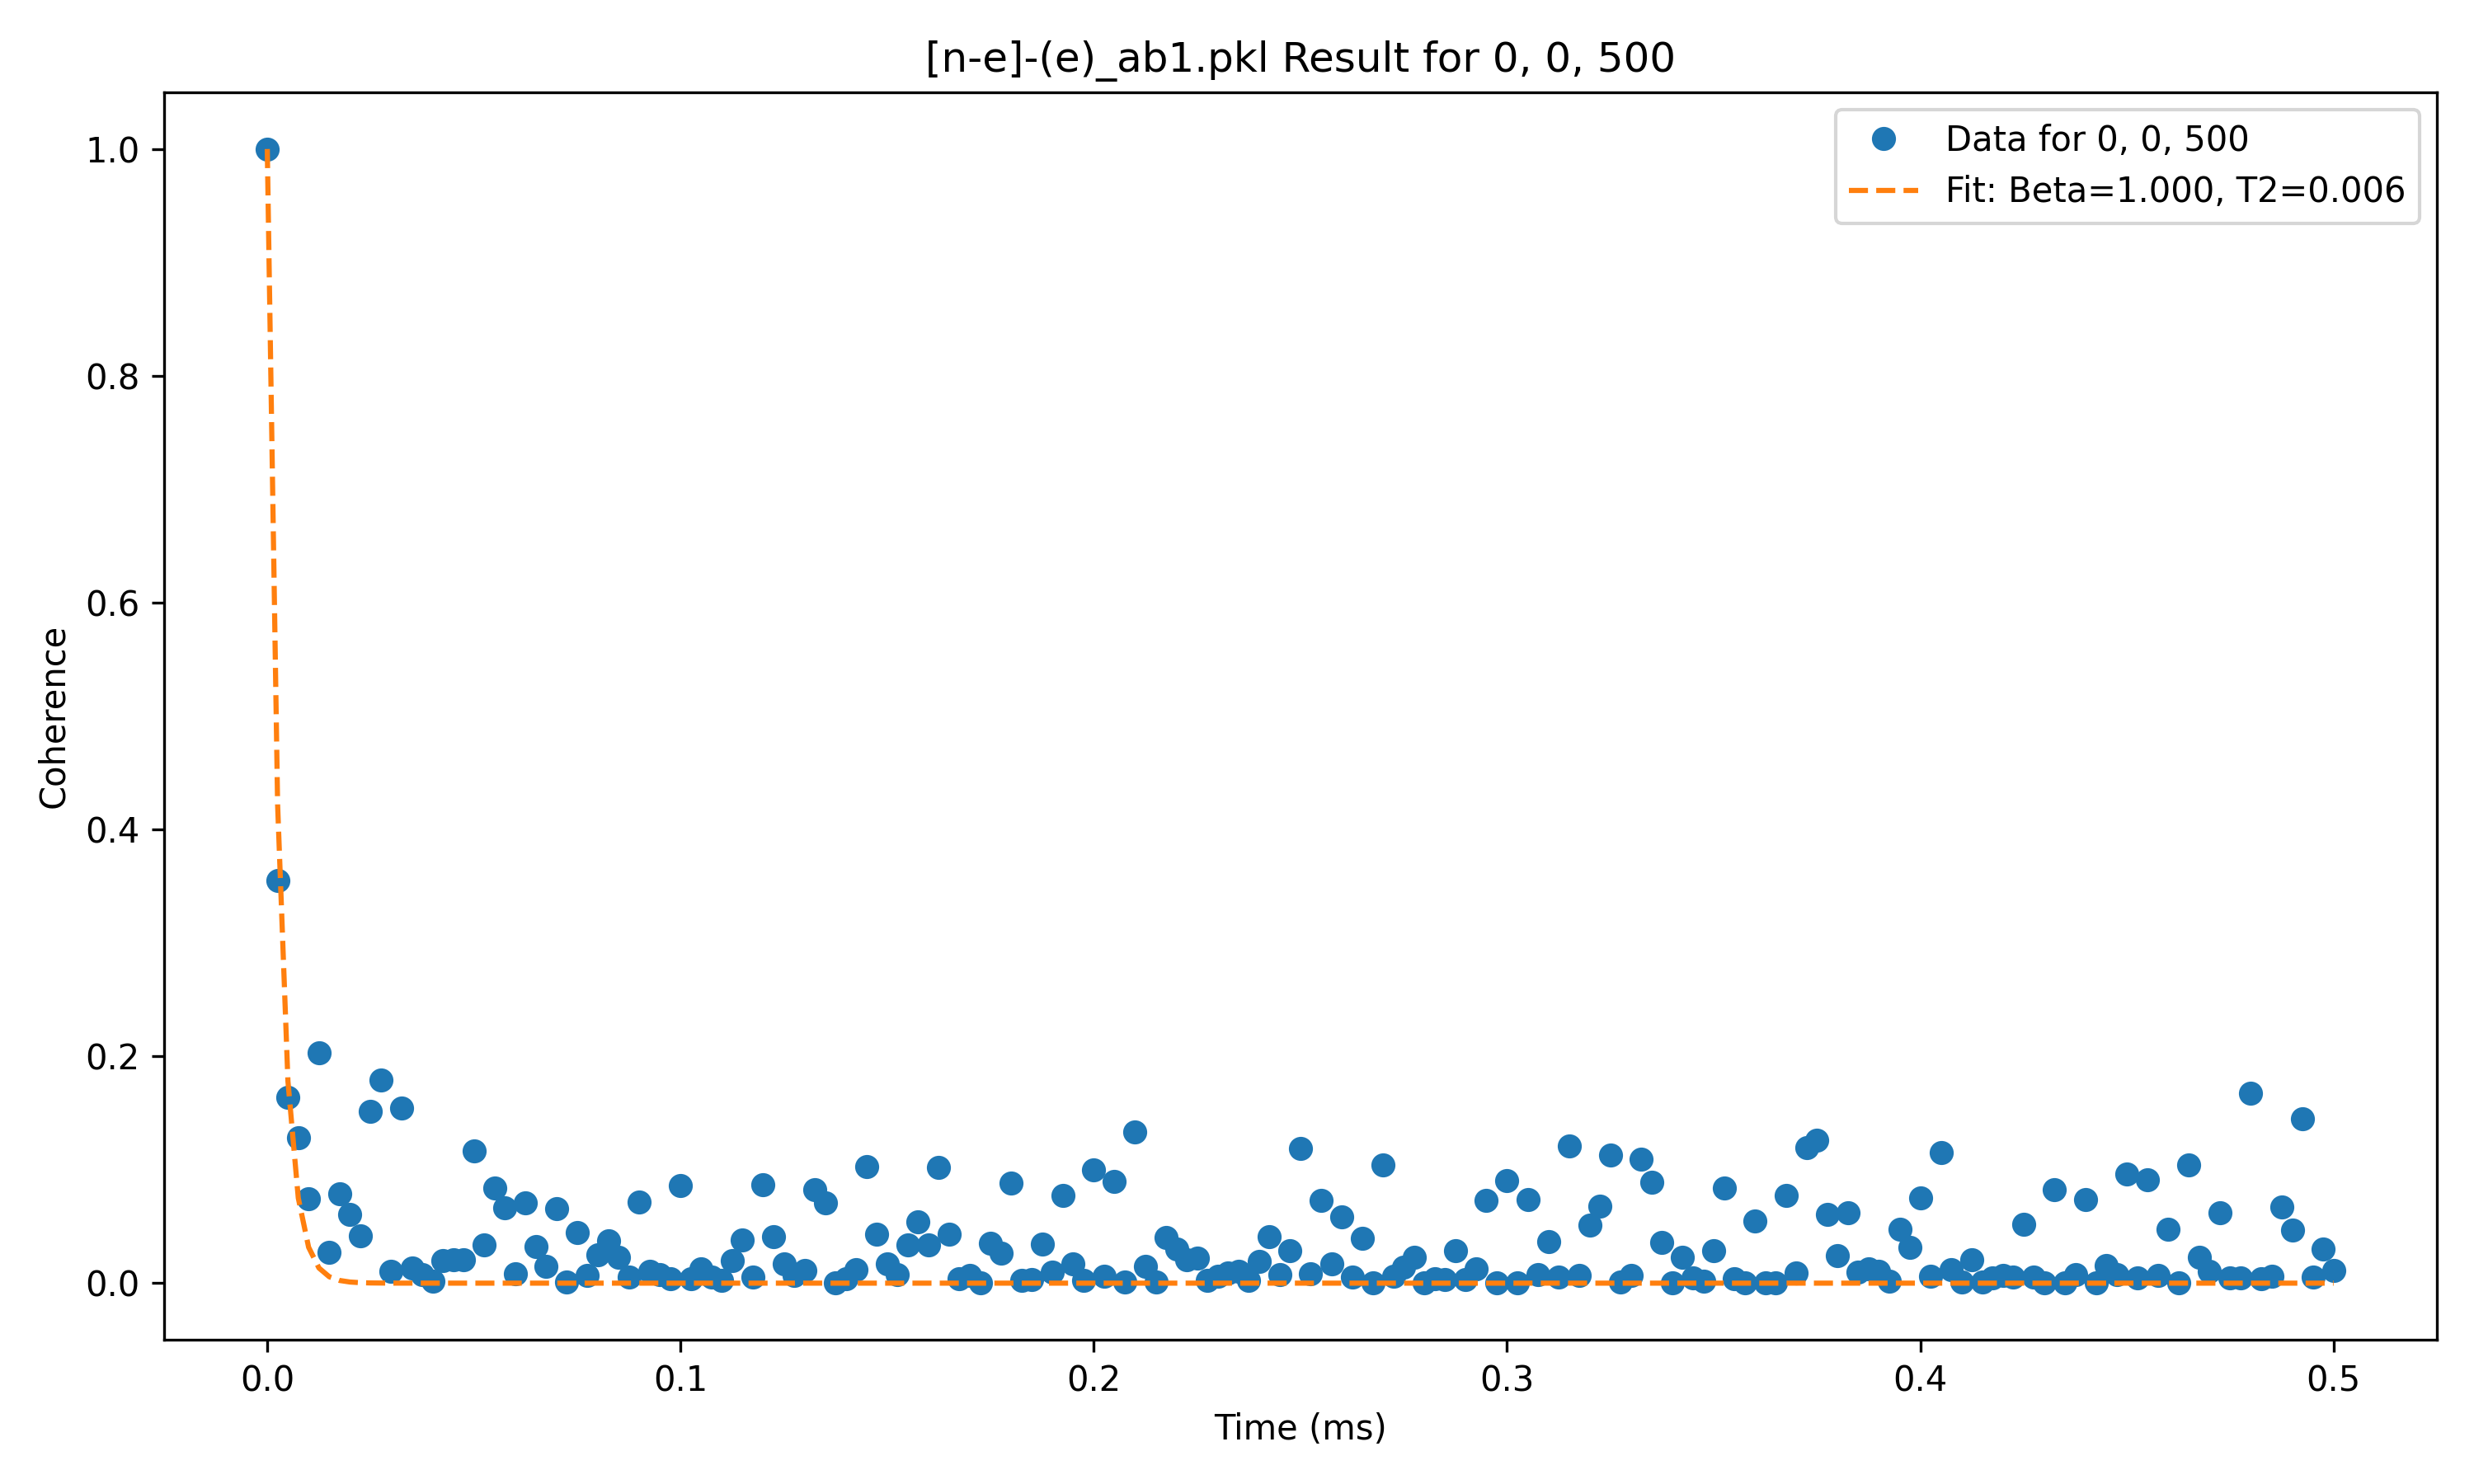 [n-e]-(e)_ab1.pkl Result for 0, 0, 500
Data for 0, 0, 500
Fit: Beta=1.000, T2=0.006
1.0
0.8
0.6
0.4
0.2
0.0
Coherence
0.0 0.1 0.2 0.3 0.4 0.5
Time (ms)